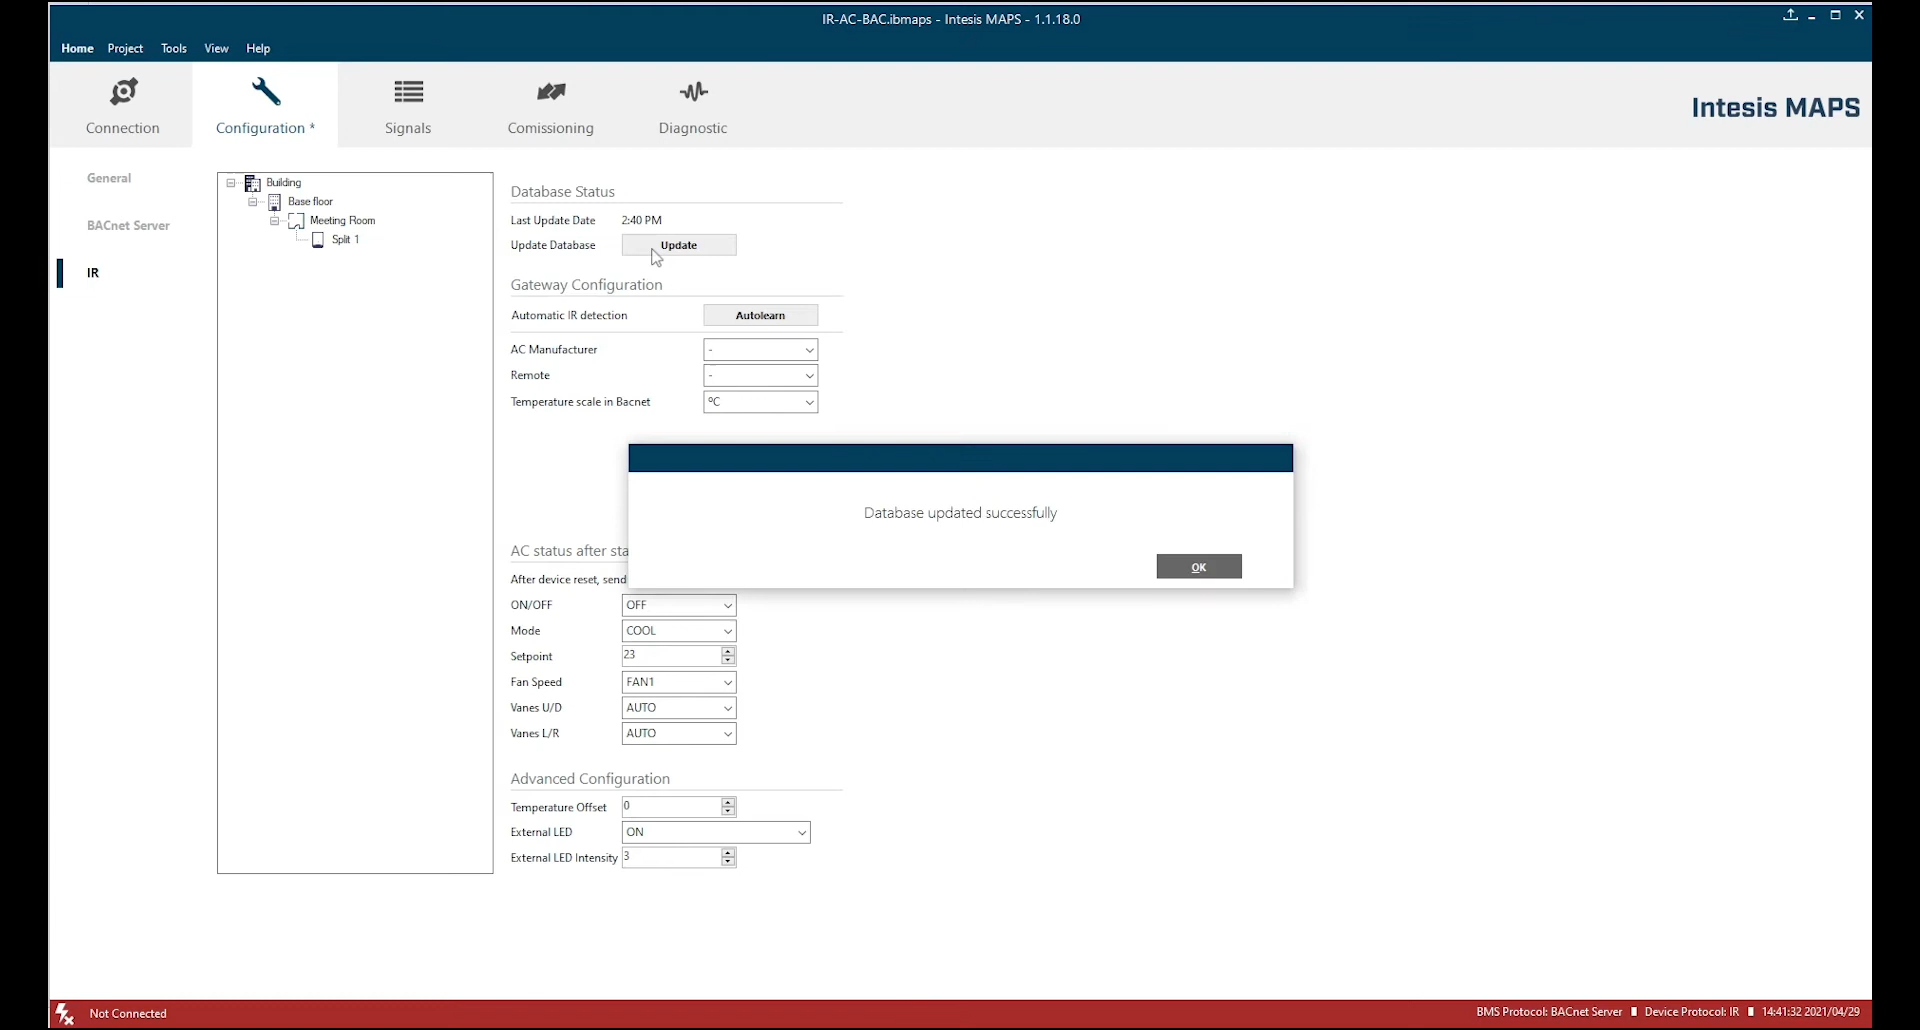 IR-AC-BAC.ibmaps - Intesis MAPS - 1.1.18.0
Home Project Tools View Help
Connection Configuration * Signals Comissioning Diagnostic
Intesis MAPS
General
BACnet Server
IR
Building
Base floor
Meeting Room
Split 1
Database Status
Last Update Date 2:40 PM
Update Database Update
Gateway Configuration
Automatic IR detection Autolearn
AC Manufacturer -
Remote -
Temperature scale in Bacnet ºC
Database updated successfully
OK
AC status after sta
After device reset, send
ON/OFF OFF
Mode COOL
Setpoint 23
Fan Speed FAN1
Vanes U/D AUTO
Vanes L/R AUTO
Advanced Configuration
Temperature Offset 0
External LED ON
External LED Intensity 3
Not Connected
BMS Protocol: BACnet Server Device Protocol: IR 14:41:32 2021/04/29